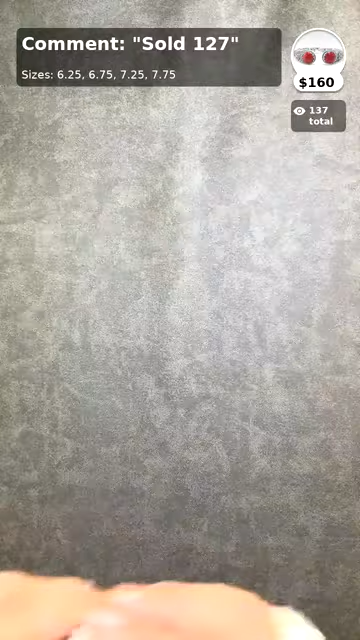 Comment: "Sold 127"
Sizes: 6.25, 6.75, 7.25, 7.75
$160
137
total